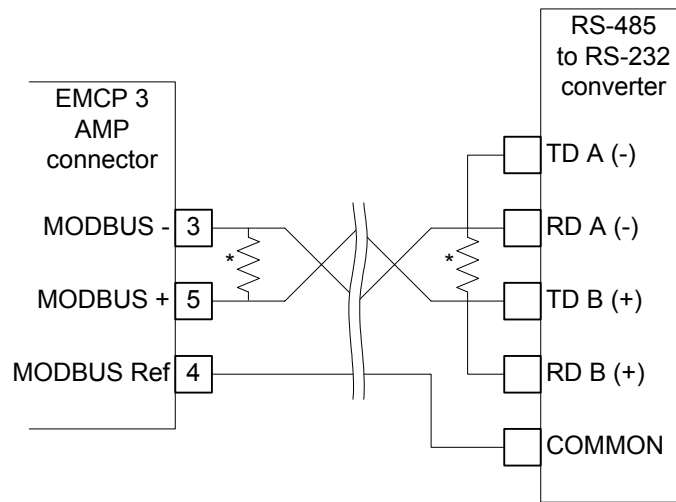 EMCP 3
AMP
connector
MODBUS - 3
MODBUS + 5
MODBUS Ref 4
*
*
RS-485
to RS-232
converter
TD A (-)
RD A (-)
TD B (+)
RD B (+)
COMMON